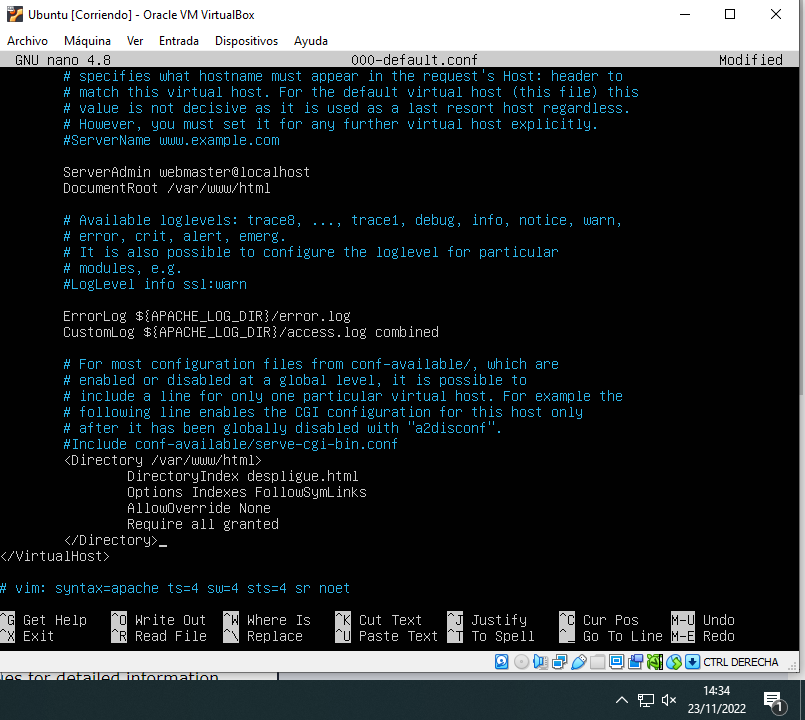 Ubuntu [Corriendo] - Oracle VM VirtualBox
Archivo Máquina Ver Entrada Dispositivos Ayuda
GNU nano 4.8 000-default.conf Modified
# specifies what hostname must appear in the request's Host: header to
# match this virtual host. For the default virtual host (this file) this
# value is not decisive as it is used as a last resort host regardless.
# However, you must set it for any further virtual host explicitly.
#ServerName www.example.com
ServerAdmin webmaster@localhost
DocumentRoot /var/www/html
# Available loglevels: trace8, ..., trace1, debug, info, notice, warn,
# error, crit, alert, emerg.
# It is also possible to configure the loglevel for particular
# modules, e.g.
#LogLevel info ssl:warn
ErrorLog ${APACHE_LOG_DIR}/error.log
CustomLog ${APACHE_LOG_DIR}/access.log combined
# For most configuration files from conf-available/, which are
# enabled or disabled at a global level, it is possible to
# include a line for only one particular virtual host. For example the
# following line enables the CGI configuration for this host only
# after it has been globally disabled with "a2disconf".
#Include conf-available/serve-cgi-bin.conf
<Directory /var/www/html>
DirectoryIndex despligue.html
Options Indexes FollowSymLinks
AllowOverride None
Require all granted
</Directory>_
</VirtualHost>
# vim: syntax=apache ts=4 sw=4 sts=4 sr noet
^G Get Help ^O Write Out ^W Where Is ^K Cut Text ^J Justify ^C Cur Pos M-U Undo
^X Exit ^R Read File ^\ Replace ^U Paste Text ^T To Spell ^_ Go To Line M-E Redo
CTRL DERECHA
for detailed information
14:34
23/11/2022
1